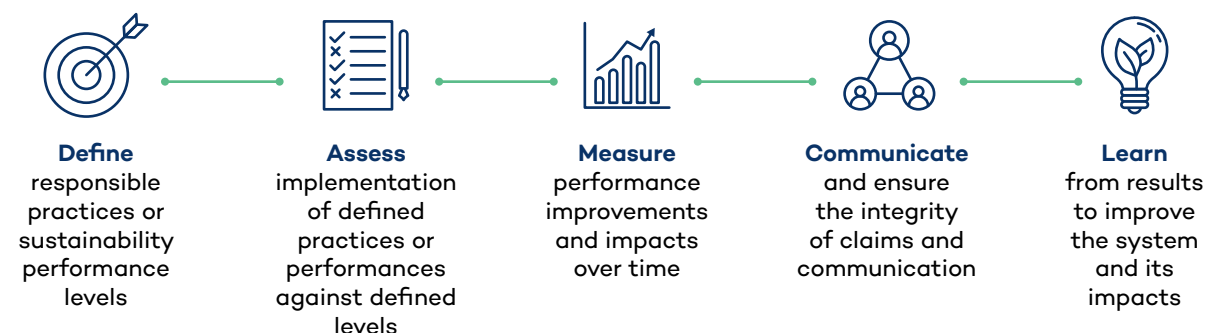 Define
responsible
practices or
sustainability
performance
levels
Assess
implementation
of defined
practices or
performances
against defined
levels
Measure
performance
improvements
and impacts
over time
Communicate
and ensure
the integrity
of claims and
communication
Learn
from results
to improve
the system
and its
impacts